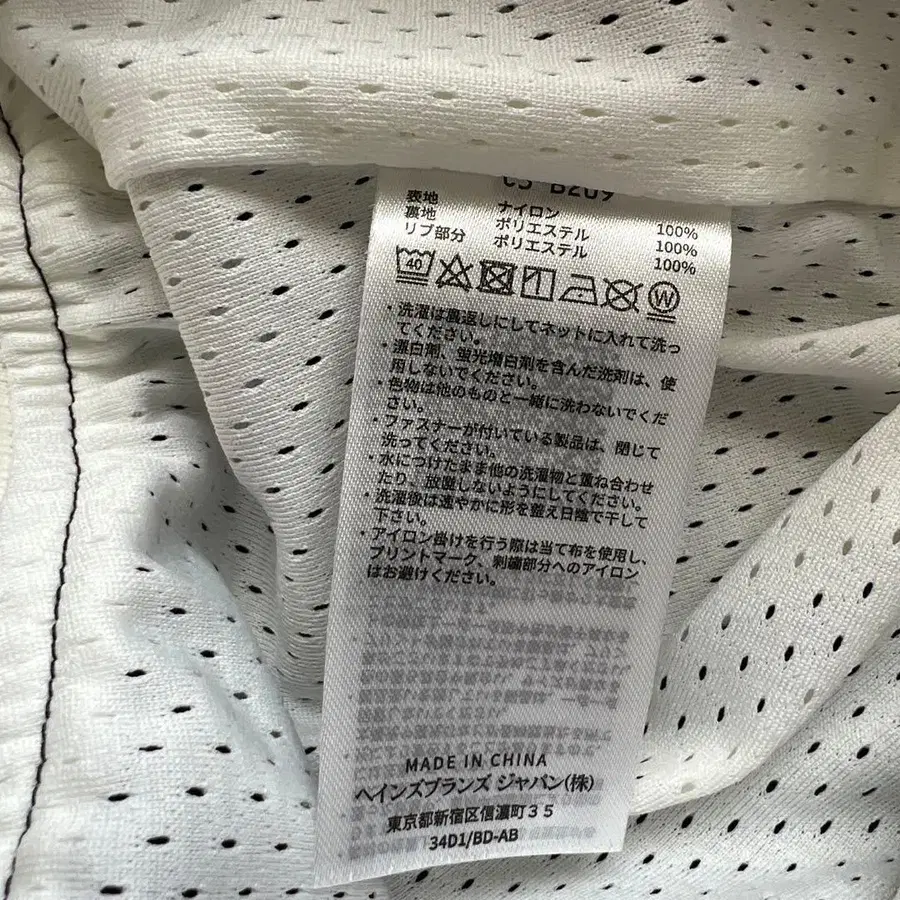 C3-B209
表地 ナイロン 100%
裏地 ポリエステル 100%
リブ部分 ポリエステル 100%
40
W
・洗濯は裏返しにしてネットに入れて洗っ
てください。
・漂白剤、蛍光増白剤を含んだ洗剤は、使
用しないでください。
・色物は他のものと一緒に洗わないでくだ
さい。
・ファスナーが付いている製品は、閉じて
洗ってください。
・水につけたまま他の洗濯物と重ね合わせ
たり、放置しないようにしてください。
・洗濯後は速やかに形を整え日陰で干して
下さい。
・アイロン掛けを行う際は当て布を使用し、
プリントマーク、刺繍部分へのアイロン
はお避けください。
MADE IN CHINA
ヘインズブランズ ジャパン(株)
東京都新宿区信濃町35
34D1/BD-AB